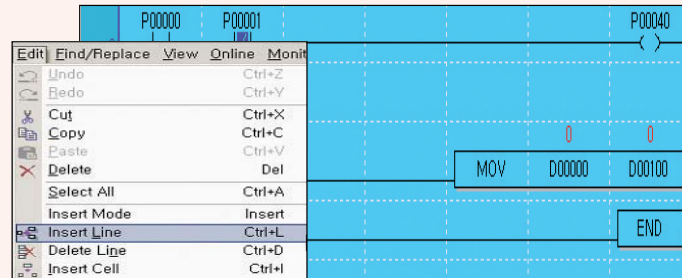 P00000 P00001 P00040
Edit Find/Replace View Online Monit
Undo Ctrl+Z
Redo Ctrl+Y
Cut Ctrl+X
Copy Ctrl+C
Paste Ctrl+V
Delete Del
Select All Ctrl+A
Insert Mode Insert
Insert Line Ctrl+L
Delete Line Ctrl+D
Insert Cell Ctrl+I
0 0
MOV D00000 D00100
END